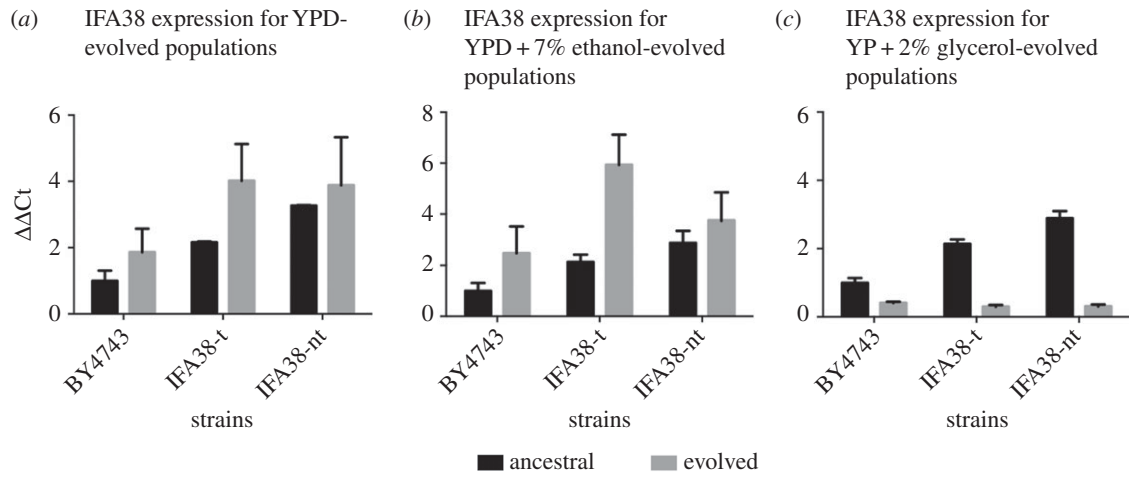 (a) IFA38 expression for YPD-
evolved populations
6
4
2
0
ΔΔCt
BY4743
IFA38-t
IFA38-nt
strains
(b) IFA38 expression for
YPD + 7% ethanol-evolved
populations
8
6
4
2
0
BY4743
IFA38-t
IFA38-nt
strains
(c) IFA38 expression for
YP + 2% glycerol-evolved
populations
6
4
2
0
BY4743
IFA38-t
IFA38-nt
strains
ancestral evolved